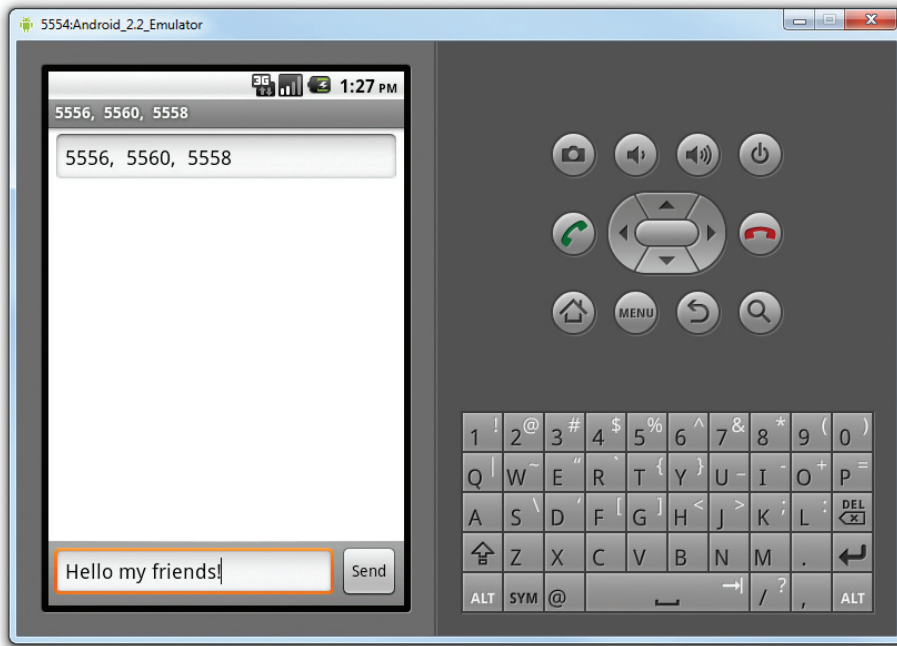 5554:Android_2.2_Emulator
3G 1:27 PM
5556, 5560, 5558
5556, 5560, 5558
MENU
1 ! 2 @ 3 # 4 $ 5 % 6 ^ 7 & 8 * 9 ( 0 )
Q | W ~ E “ R ` T { Y } U _ I - O + P =
A S \ D ‘ F [ G ] H < J > K ; L : DEL
Z X C V B N M .
ALT SYM @ / ? , ALT
Hello my friends! Send